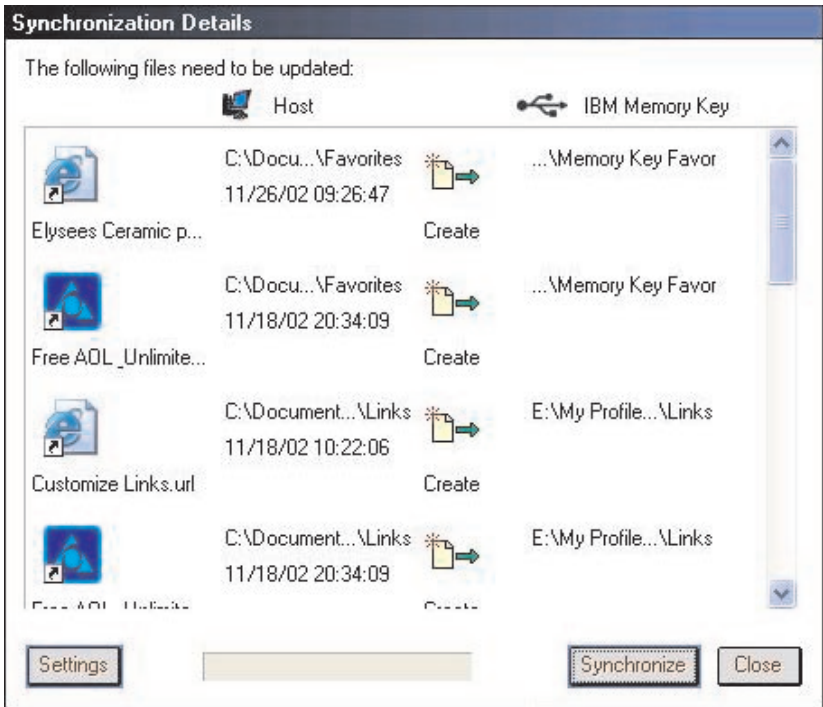 Synchronization Details
The following files need to be updated:
Host IBM Memory Key
C:\Docu...\Favorites ...\Memory Key Favor
11/26/02 09:26:47
Elysees Ceramic p... Create
C:\Docu...\Favorites ...\Memory Key Favor
11/18/02 20:34:09
Free AOL_Unlimite... Create
C:\Document...\Links E:\My Profile...\Links
11/18/02 10:22:06
Customize Links.url Create
C:\Document...\Links E:\My Profile...\Links
11/18/02 20:34:09
Settings Synchronize Close